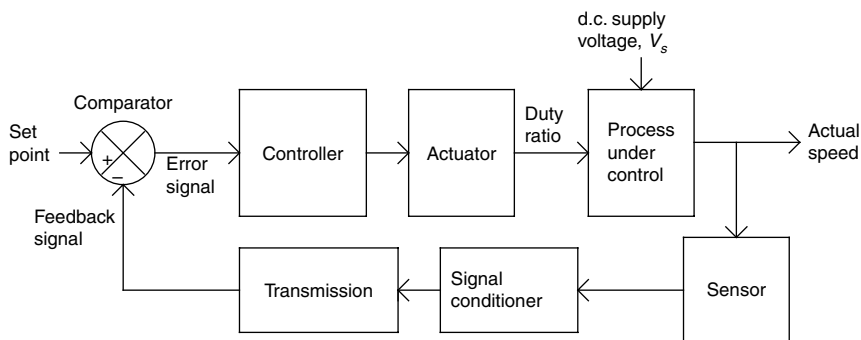 d.c. supply
voltage, Vs
Comparator
Set
point
+
−
Error
signal
Controller
Actuator
Duty
ratio
Process
under
control
Actual
speed
Feedback
signal
Transmission
Signal
conditioner
Sensor